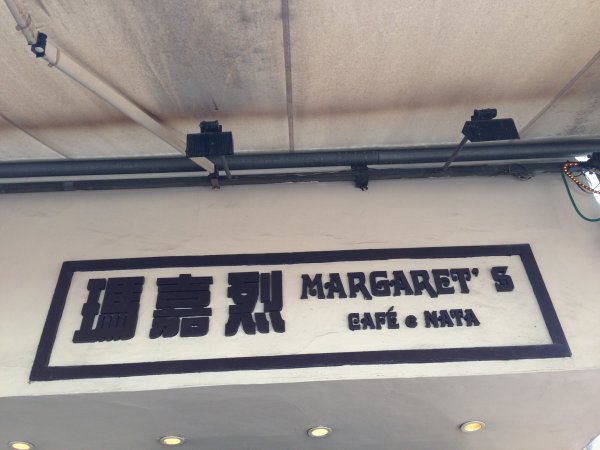 瑪嘉烈 MARGARET'S
CAFÉ e NATA